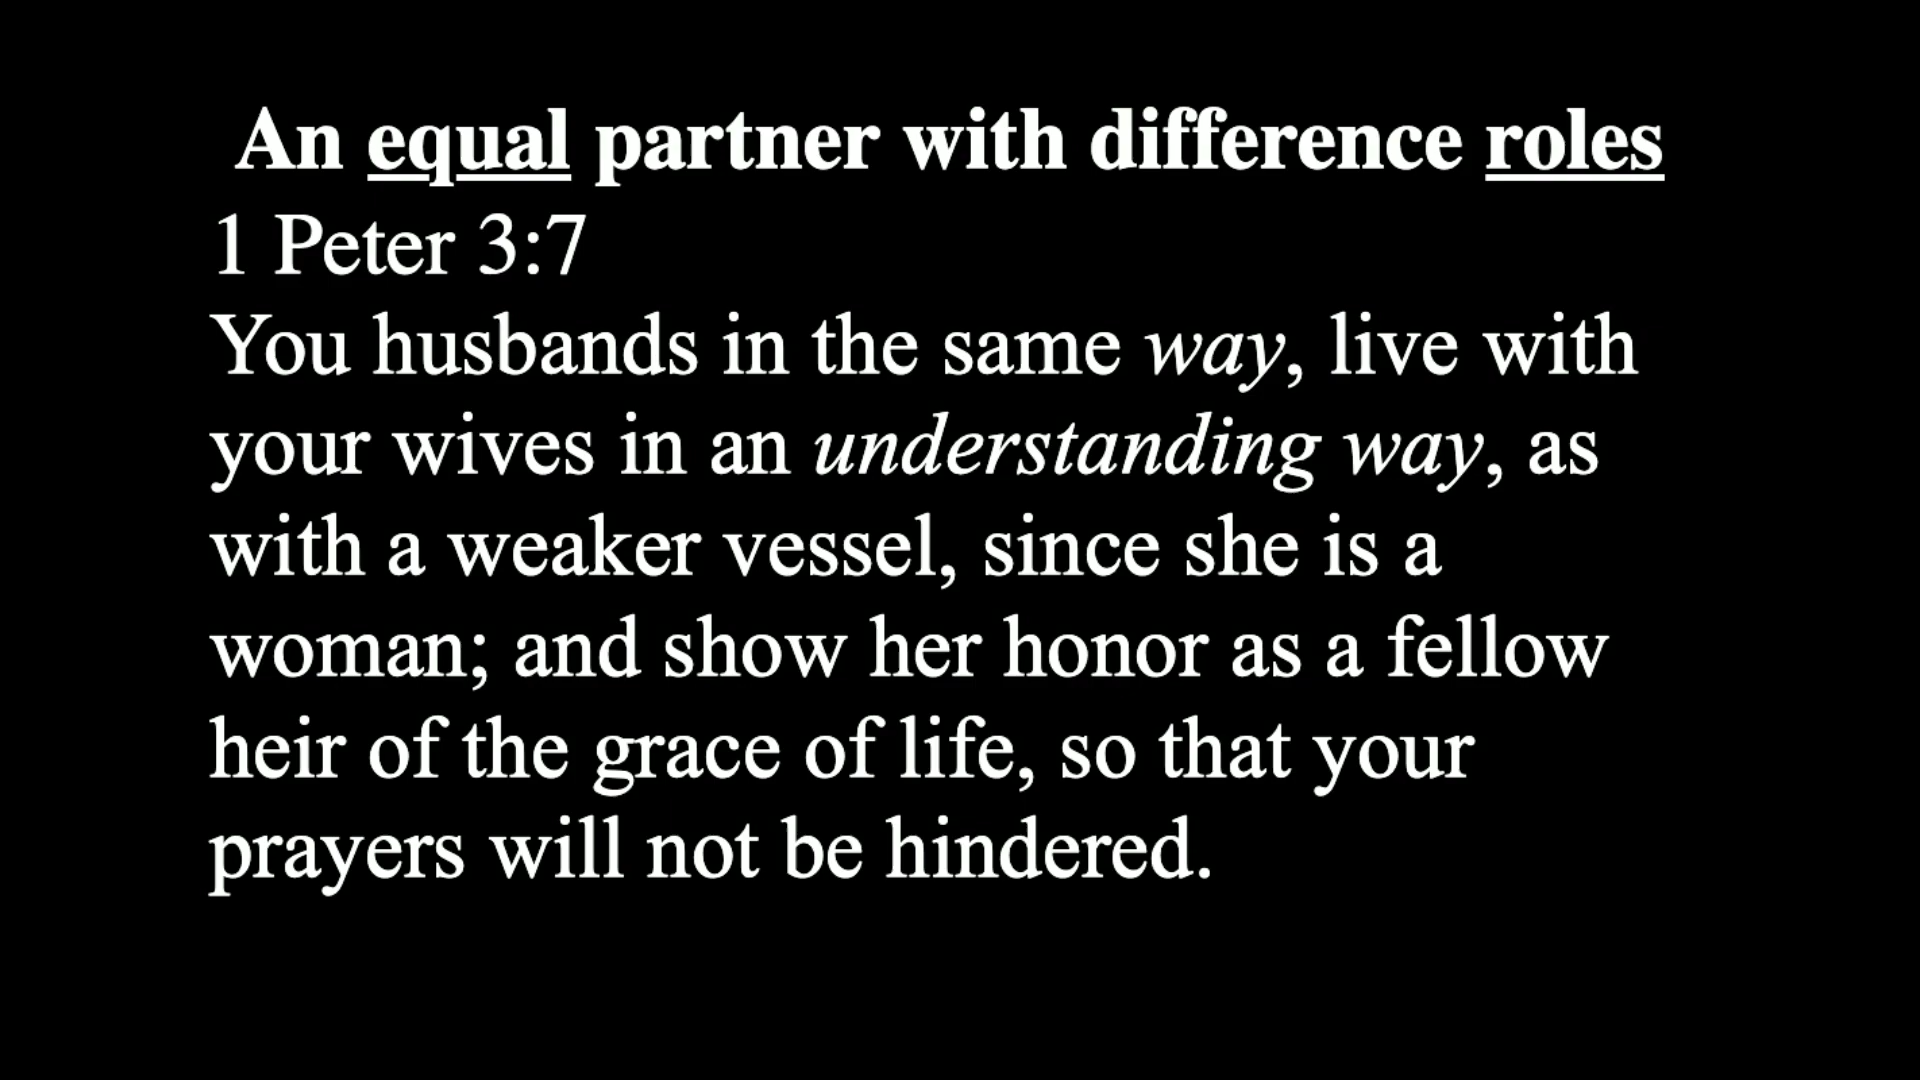 An equal partner with difference roles
1 Peter 3:7
You husbands in the same way, live with
your wives in an understanding way, as
with a weaker vessel, since she is a
woman; and show her honor as a fellow
heir of the grace of life, so that your
prayers will not be hindered.